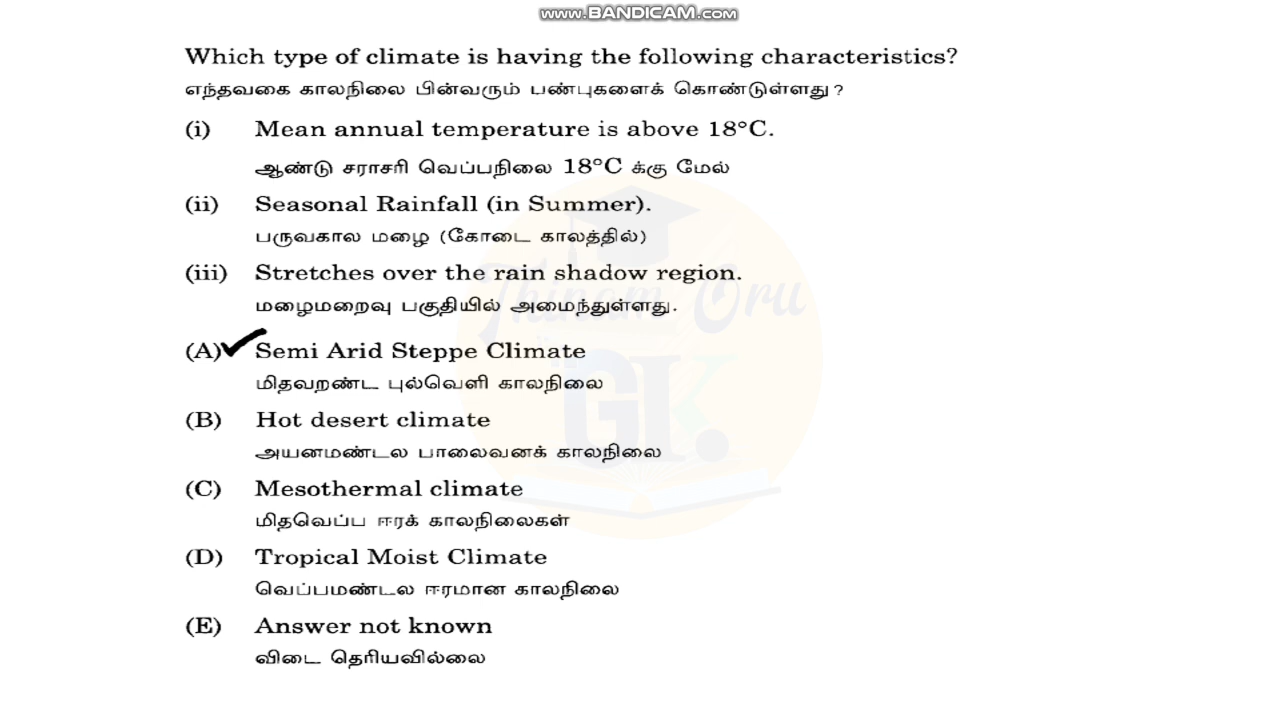 www.BANDICAM.com
Which type of climate is having the following characteristics?
எந்தவகை காலநிலை பின்வரும் பண்புகளைக் கொண்டுள்ளது?
(i) Mean annual temperature is above 18°C.
ஆண்டு சராசரி வெப்பநிலை 18°C க்கு மேல்
(ii) Seasonal Rainfall (in Summer).
பருவகால மழை (கோடை காலத்தில்)
(iii) Stretches over the rain shadow region.
மழைமறைவு பகுதியில் அமைந்துள்ளது.
Thinam Oru
GK
(A) Semi Arid Steppe Climate
மிதவறண்ட புல்வெளி காலநிலை
(B) Hot desert climate
அயனமண்டல பாலைவனக் காலநிலை
(C) Mesothermal climate
மிதவெப்ப ஈரக் காலநிலைகள்
(D) Tropical Moist Climate
வெப்பமண்டல ஈரமான காலநிலை
(E) Answer not known
விடை தெரியவில்லை